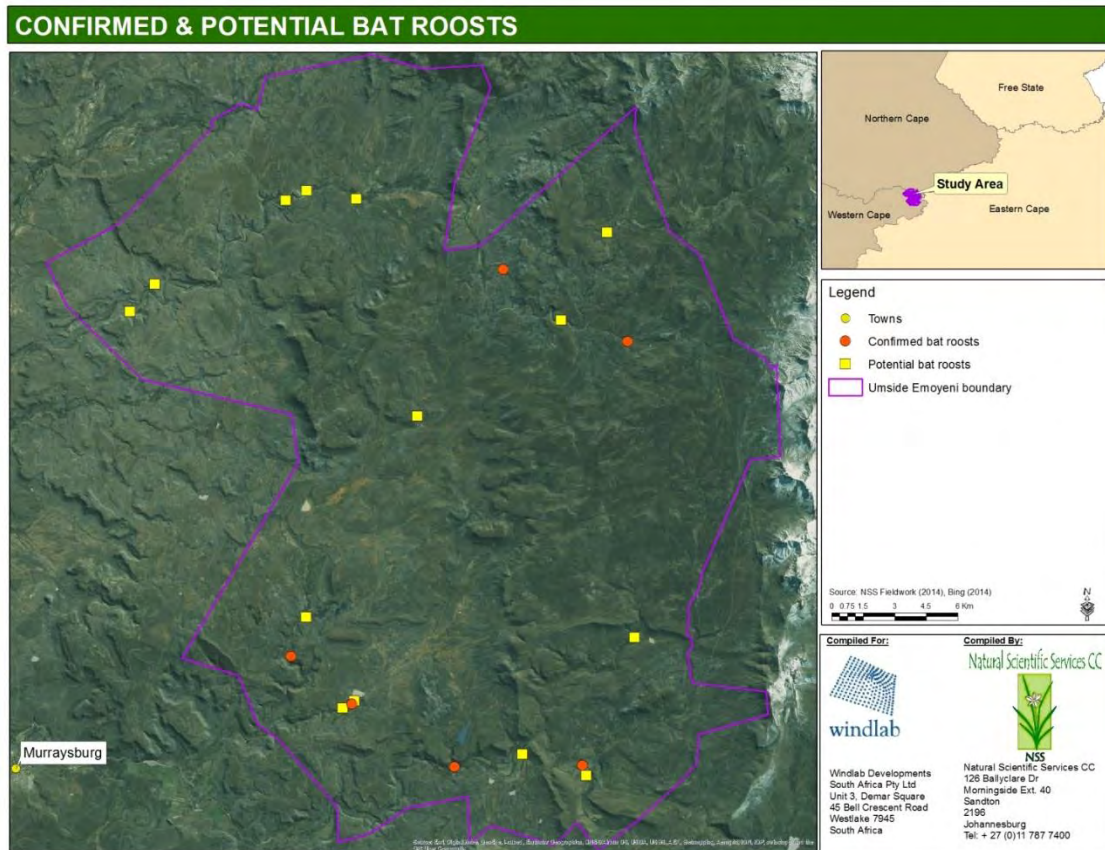 CONFIRMED & POTENTIAL BAT ROOSTS
Murraysburg
Free State
Northern Cape
Study Area
Western Cape
Eastern Cape
Legend
Towns
Confirmed bat roosts
Potential bat roosts
Umside Emoyeni boundary
Source: NSS Fieldwork (2014), Bing (2014)
N
0 0.75 1.5 3 4.5 6 Km
Compiled For:
windlab
Windlab Developments
South Africa Pty Ltd
Unit 3, Demar Square
45 Bell Crescent Road
Westlake 7945
South Africa
Compiled By:
Natural Scientific Services CC
NSS
Natural Scientific Services CC
126 Ballyclare Dr
Morningside Ext. 40
Sandton
2196
Johannesburg
Tel: + 27 (0)11 787 7400